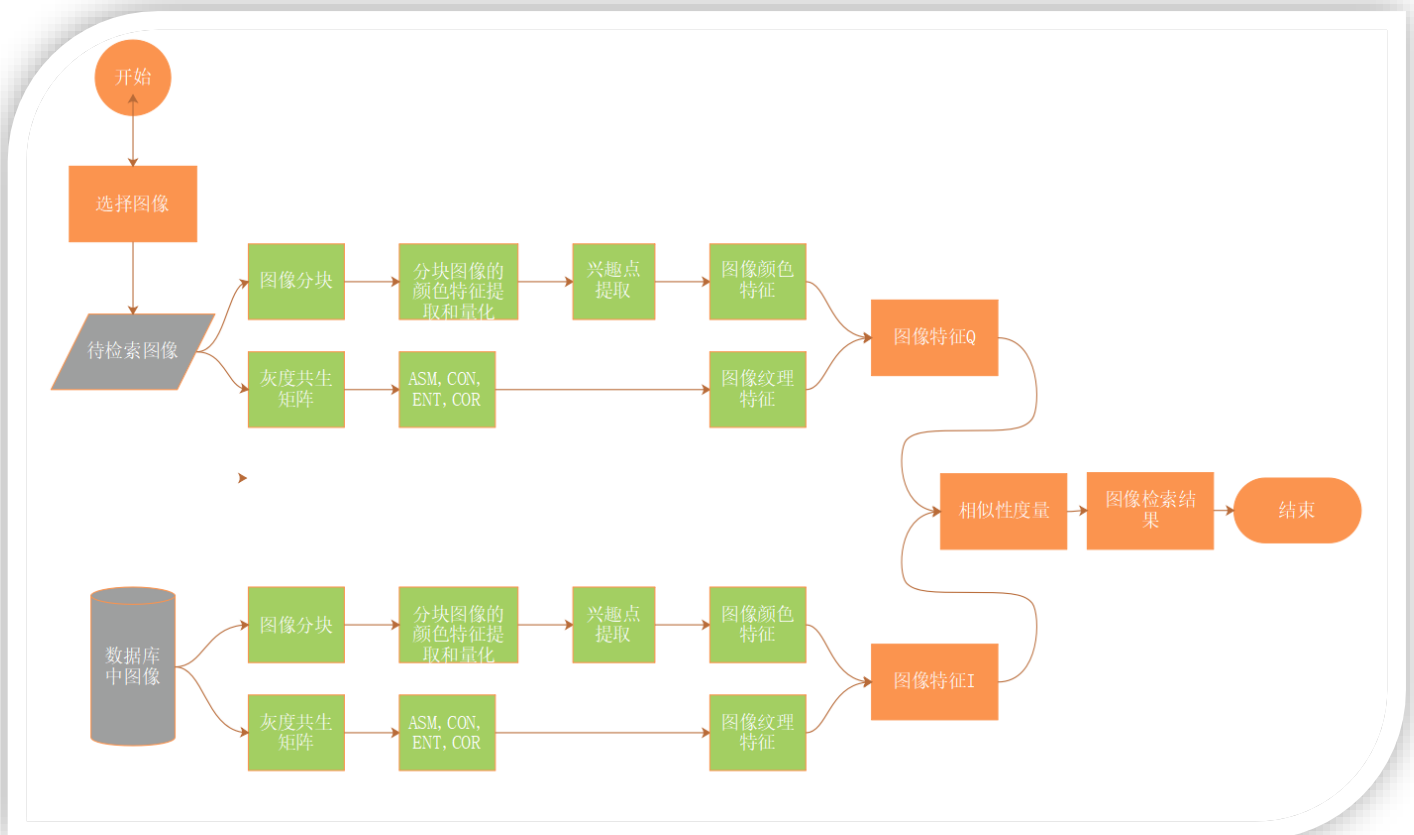 开始
选择图像
待检索图像
图像分块
分块图像的
颜色特征提
取和量化
兴趣点
提取
图像颜色
特征
灰度共生
矩阵
ASM,CON,
ENT,COR
图像纹理
特征
图像特征Q
相似性度量
图像检索结
果
结束
数据库
中图像
图像分块
分块图像的
颜色特征提
取和量化
兴趣点
提取
图像颜色
特征
灰度共生
矩阵
ASM,CON,
ENT,COR
图像纹理
特征
图像特征I